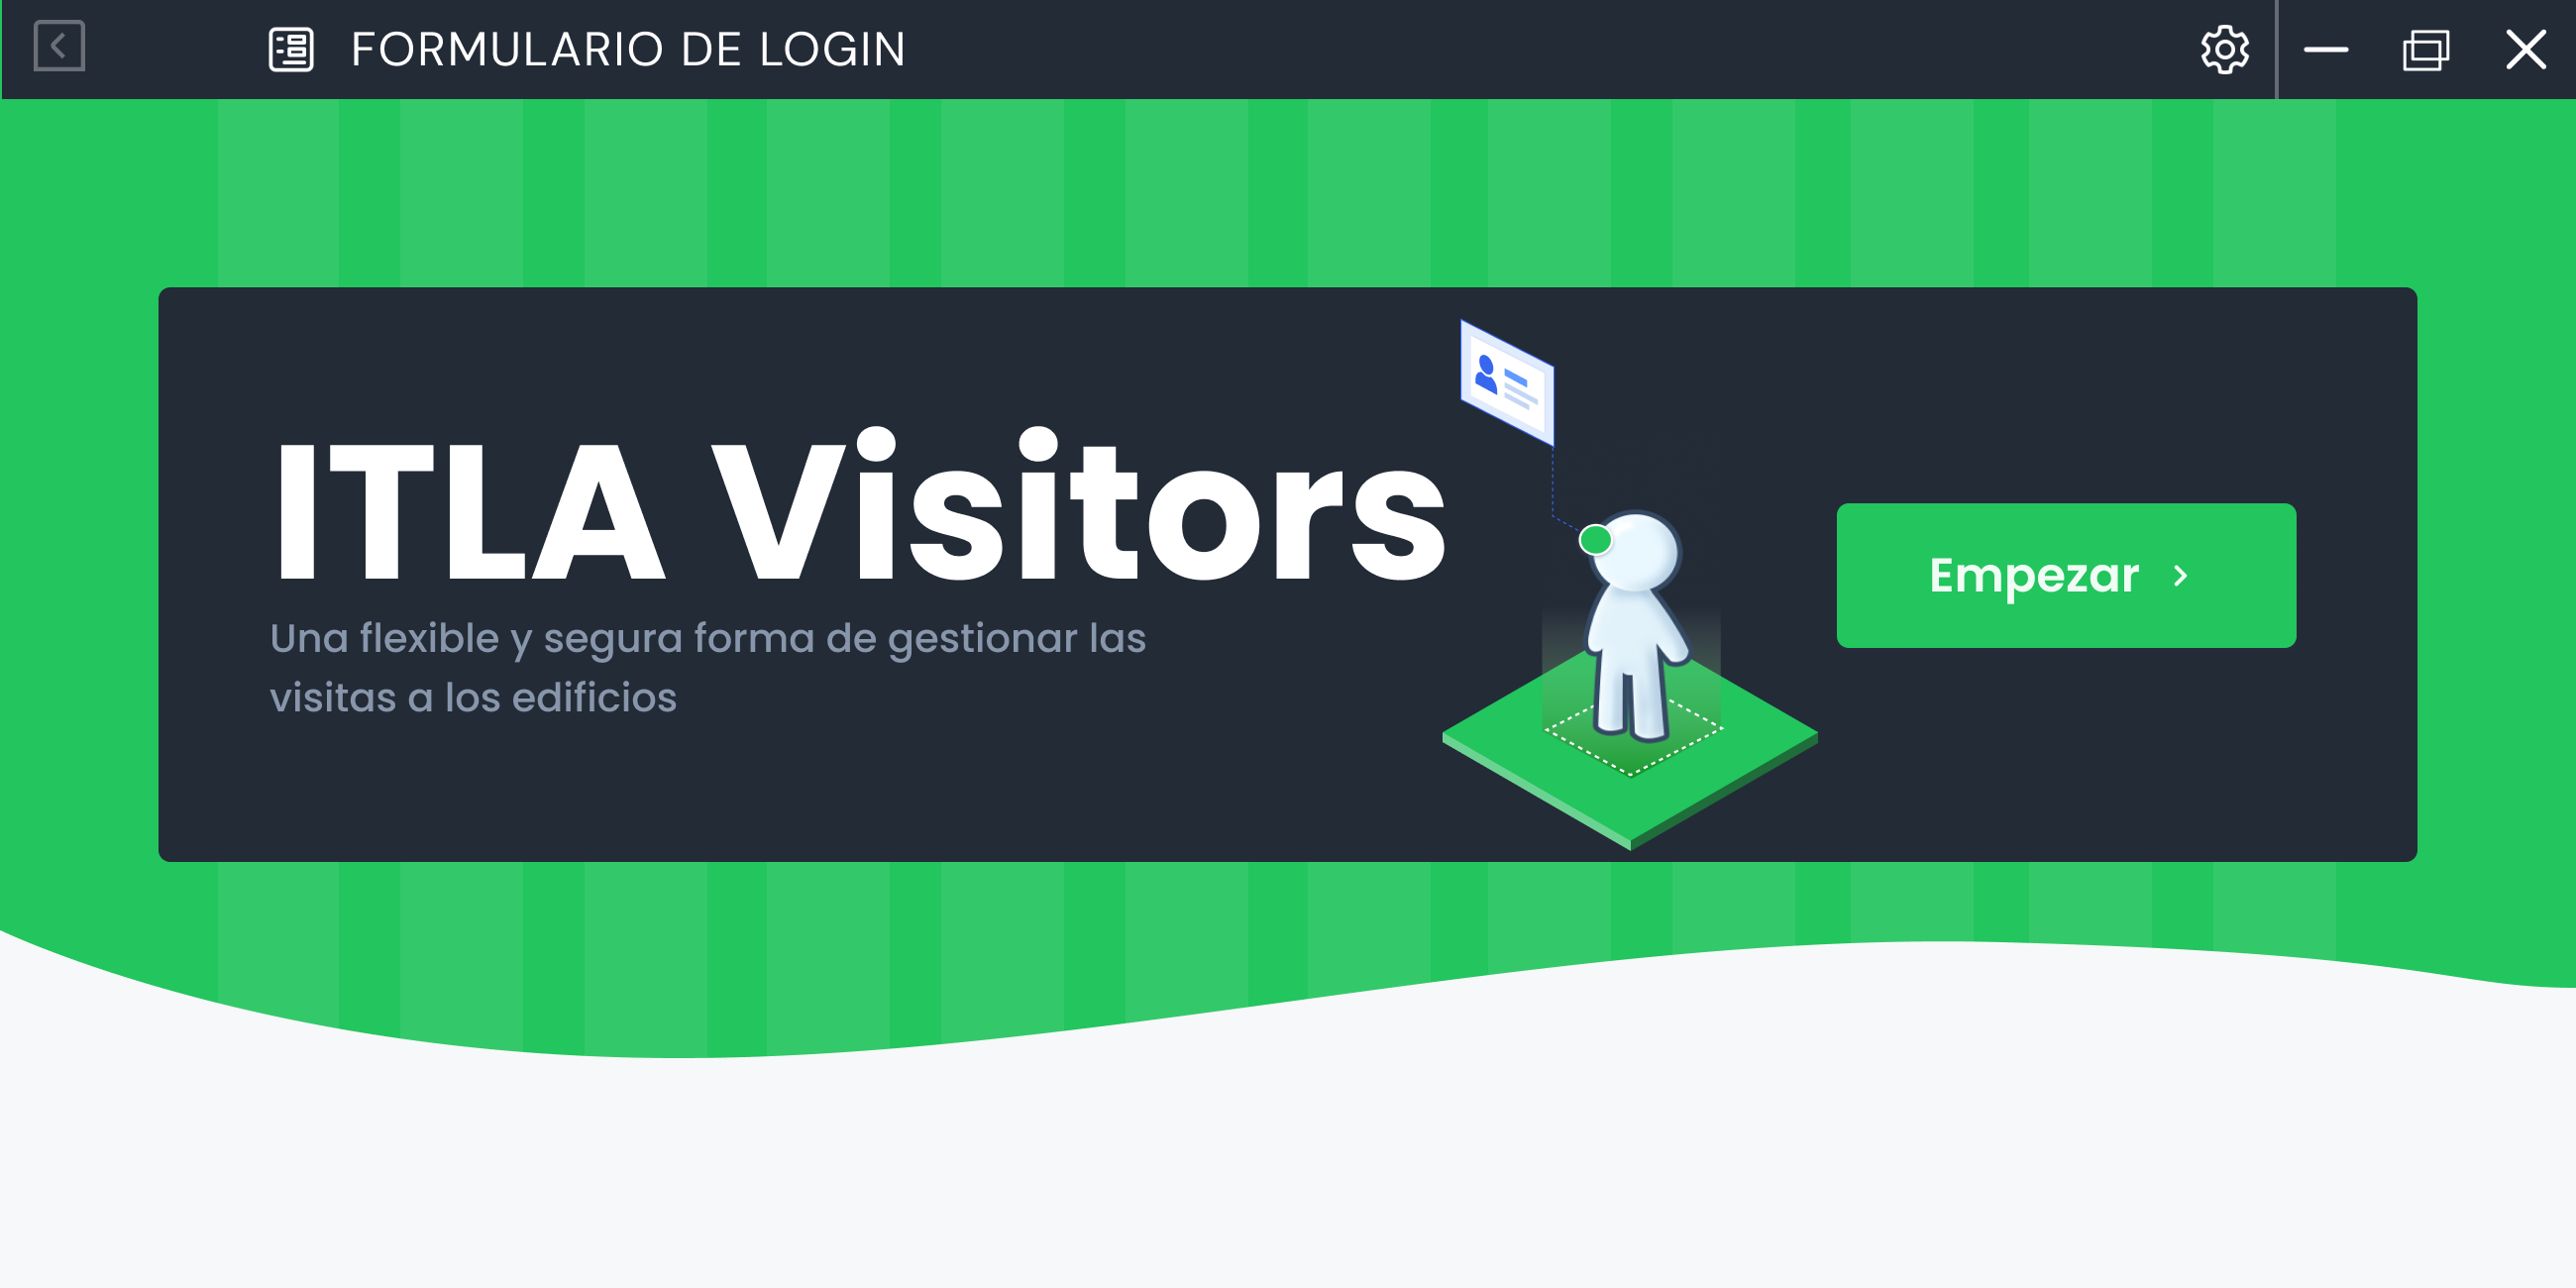 FORMULARIO DE LOGIN
ITLA Visitors
Una flexible y segura forma de gestionar las
visitas a los edificios
Empezar